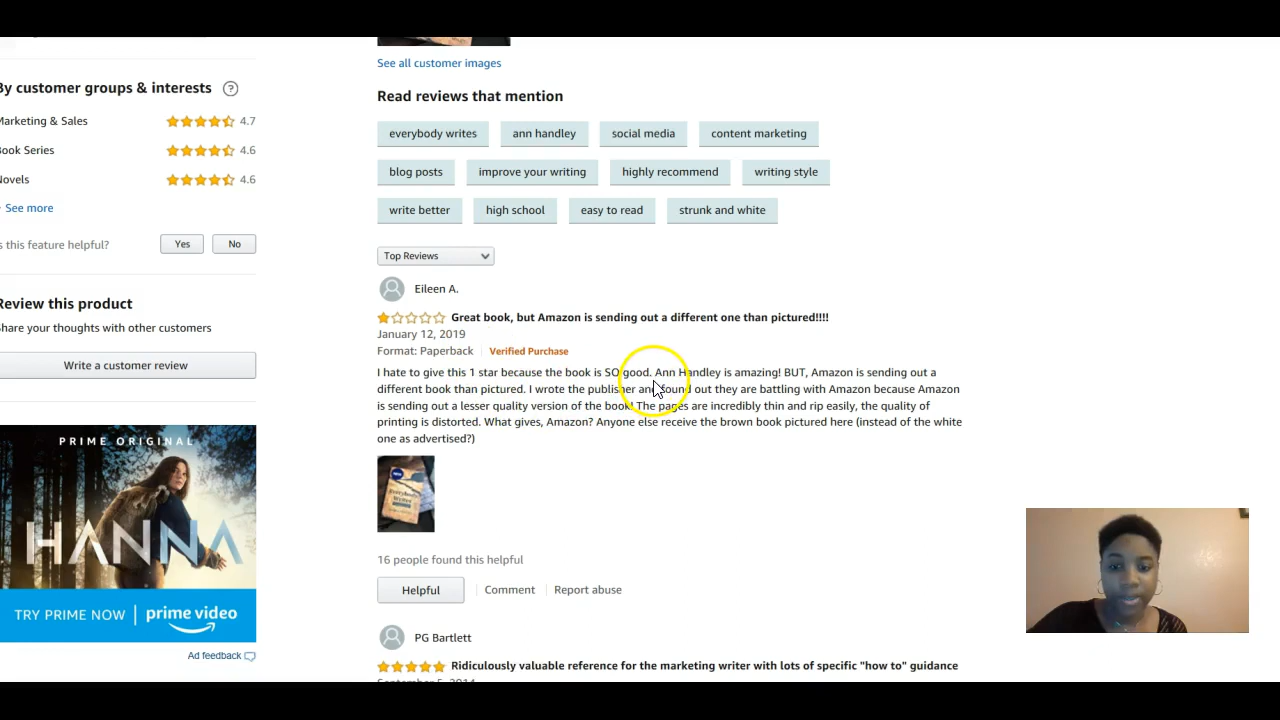 See all customer images
By customer groups & interests
Read reviews that mention
Marketing & Sales 4.7
Book Series 4.6
Novels 4.6
See more
Is this feature helpful? Yes No
everybody writes ann handley social media content marketing
blog posts improve your writing highly recommend writing style
write better high school easy to read strunk and white
Top Reviews
Eileen A.
Great book, but Amazon is sending out a different one than pictured!!!!
January 12, 2019
Format: Paperback Verified Purchase
I hate to give this 1 star because the book is SO good. Ann Handley is amazing! BUT, Amazon is sending out a
different book than pictured. I wrote the publisher and found out they are battling with Amazon because Amazon
is sending out a lesser quality version of the book! The pages are incredibly thin and rip easily, the quality of
printing is distorted. What gives, Amazon? Anyone else receive the brown book pictured here (instead of the white
one as advertised?)
Everybody
Writes
16 people found this helpful
Helpful Comment Report abuse
PG Bartlett
Ridiculously valuable reference for the marketing writer with lots of specific "how to" guidance
September 5, 2014
Review this product
Share your thoughts with other customers
Write a customer review
PRIME ORIGINAL
HANNA
TRY PRIME NOW prime video
Ad feedback